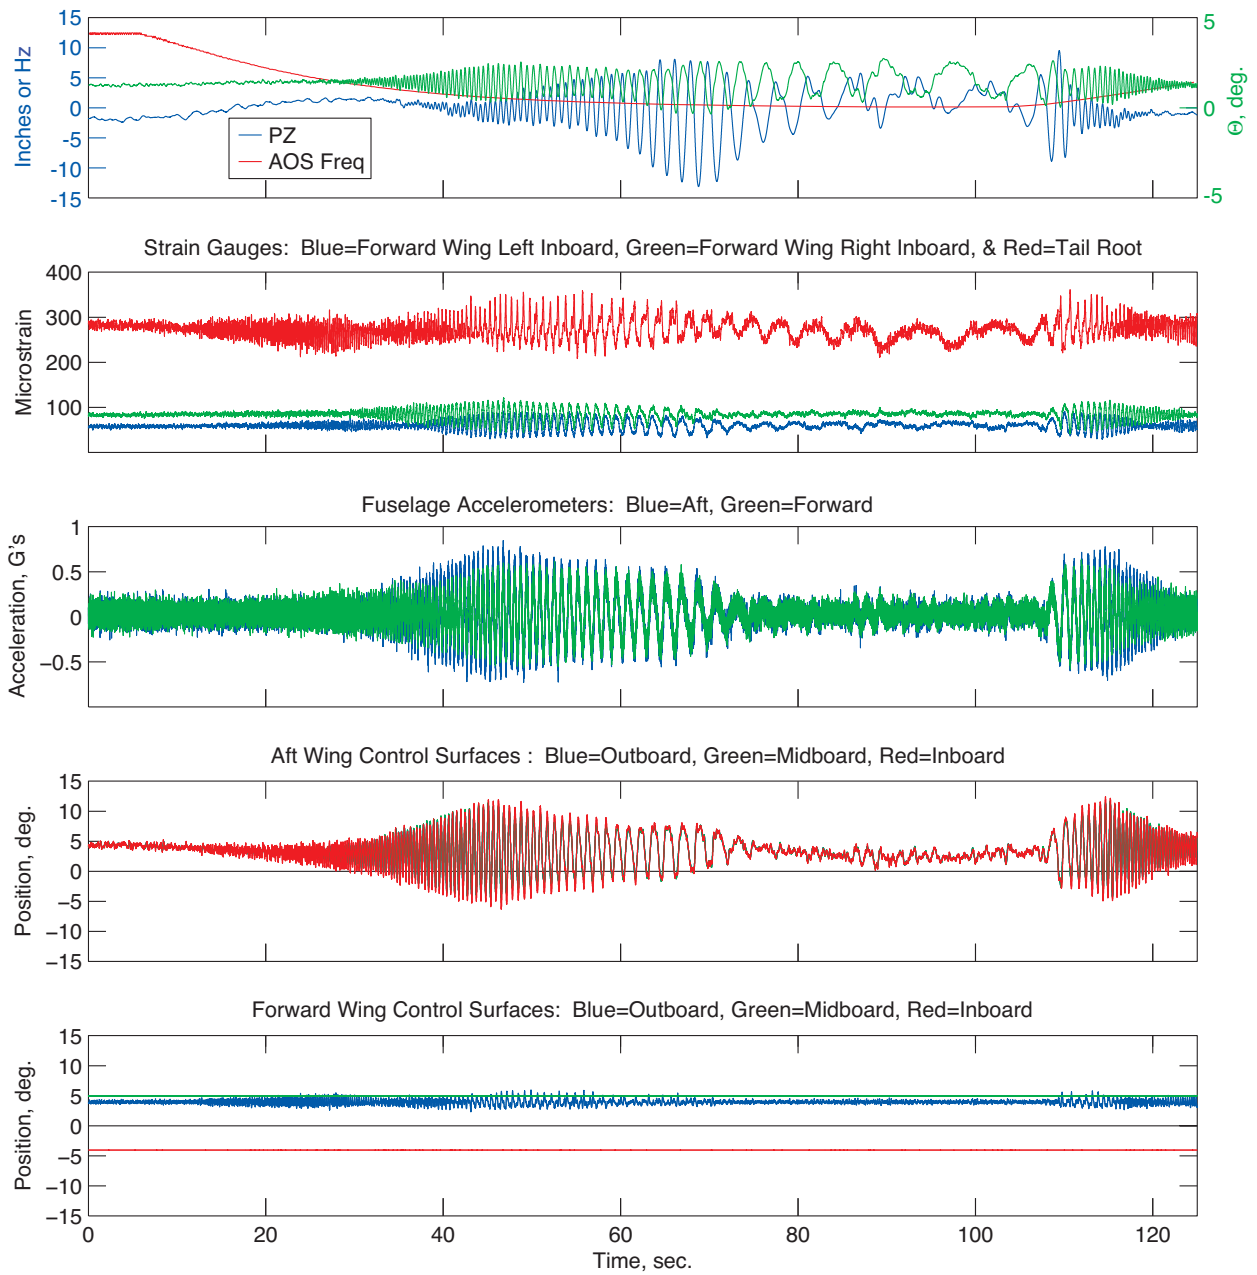 15
10
5
0
-5
-10
-15
Inches or Hz
5
0
-5
Θ, deg.
PZ
AOS Freq
Strain Gauges: Blue=Forward Wing Left Inboard, Green=Forward Wing Right Inboard, & Red=Tail Root
400
300
200
100
Microstrain
Fuselage Accelerometers: Blue=Aft, Green=Forward
1
0.5
0
−0.5
Acceleration, G's
Aft Wing Control Surfaces : Blue=Outboard, Green=Midboard, Red=Inboard
15
10
5
0
−5
−10
−15
Position, deg.
Forward Wing Control Surfaces: Blue=Outboard, Green=Midboard, Red=Inboard
15
10
5
0
−5
−10
−15
Position, deg.
0 20 40 60 80 100 120
Time, sec.